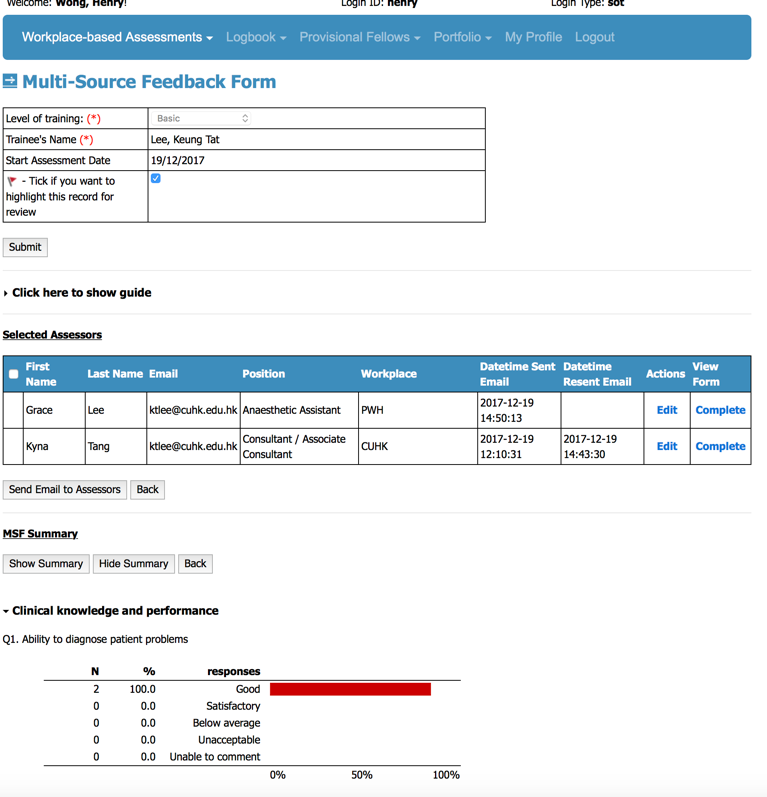 Welcome: Wong, Henry! Login ID: henry Login Type: sot
Workplace-based Assessments Logbook Provisional Fellows Portfolio My Profile Logout
Multi-Source Feedback Form
Level of training: (*) Basic
Trainee's Name (*) Lee, Keung Tat
Start Assessment Date 19/12/2017
- Tick if you want to
highlight this record for
review
Submit
Click here to show guide
Selected Assessors
First Name Last Name Email Position Workplace Datetime Sent Email Datetime Resent Email Actions View Form
Grace Lee ktlee@cuhk.edu.hk Anaesthetic Assistant PWH 2017-12-19 14:50:13 Edit Complete
Kyna Tang ktlee@cuhk.edu.hk Consultant / Associate Consultant CUHK 2017-12-19 12:10:31 2017-12-19 14:43:30 Edit Complete
Send Email to Assessors Back
MSF Summary
Show Summary Hide Summary Back
Clinical knowledge and performance
Q1. Ability to diagnose patient problems
N % responses
2 100.0 Good
0 0.0 Satisfactory
0 0.0 Below average
0 0.0 Unacceptable
0 0.0 Unable to comment
0% 50% 100%